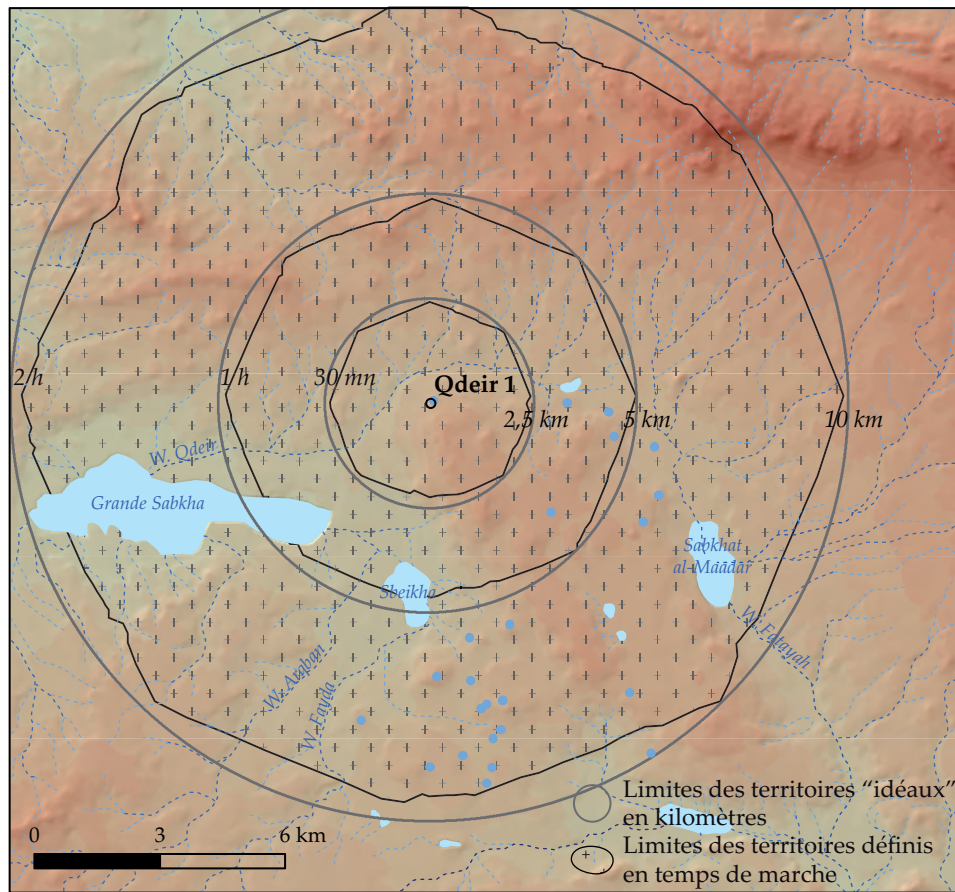 2 h
1 h
30 mn
Qdeir 1
2,5 km
5 km
10 km
W. Qdeir
Grande Sabkha
Sbeikha
Sabkhat
al-Maādār
W. Fatayah
W. Araban
W. Fayda
0 3 6 km
Limites des territoires “idéaux”
en kilomètres
Limites des territoires définis
en temps de marche